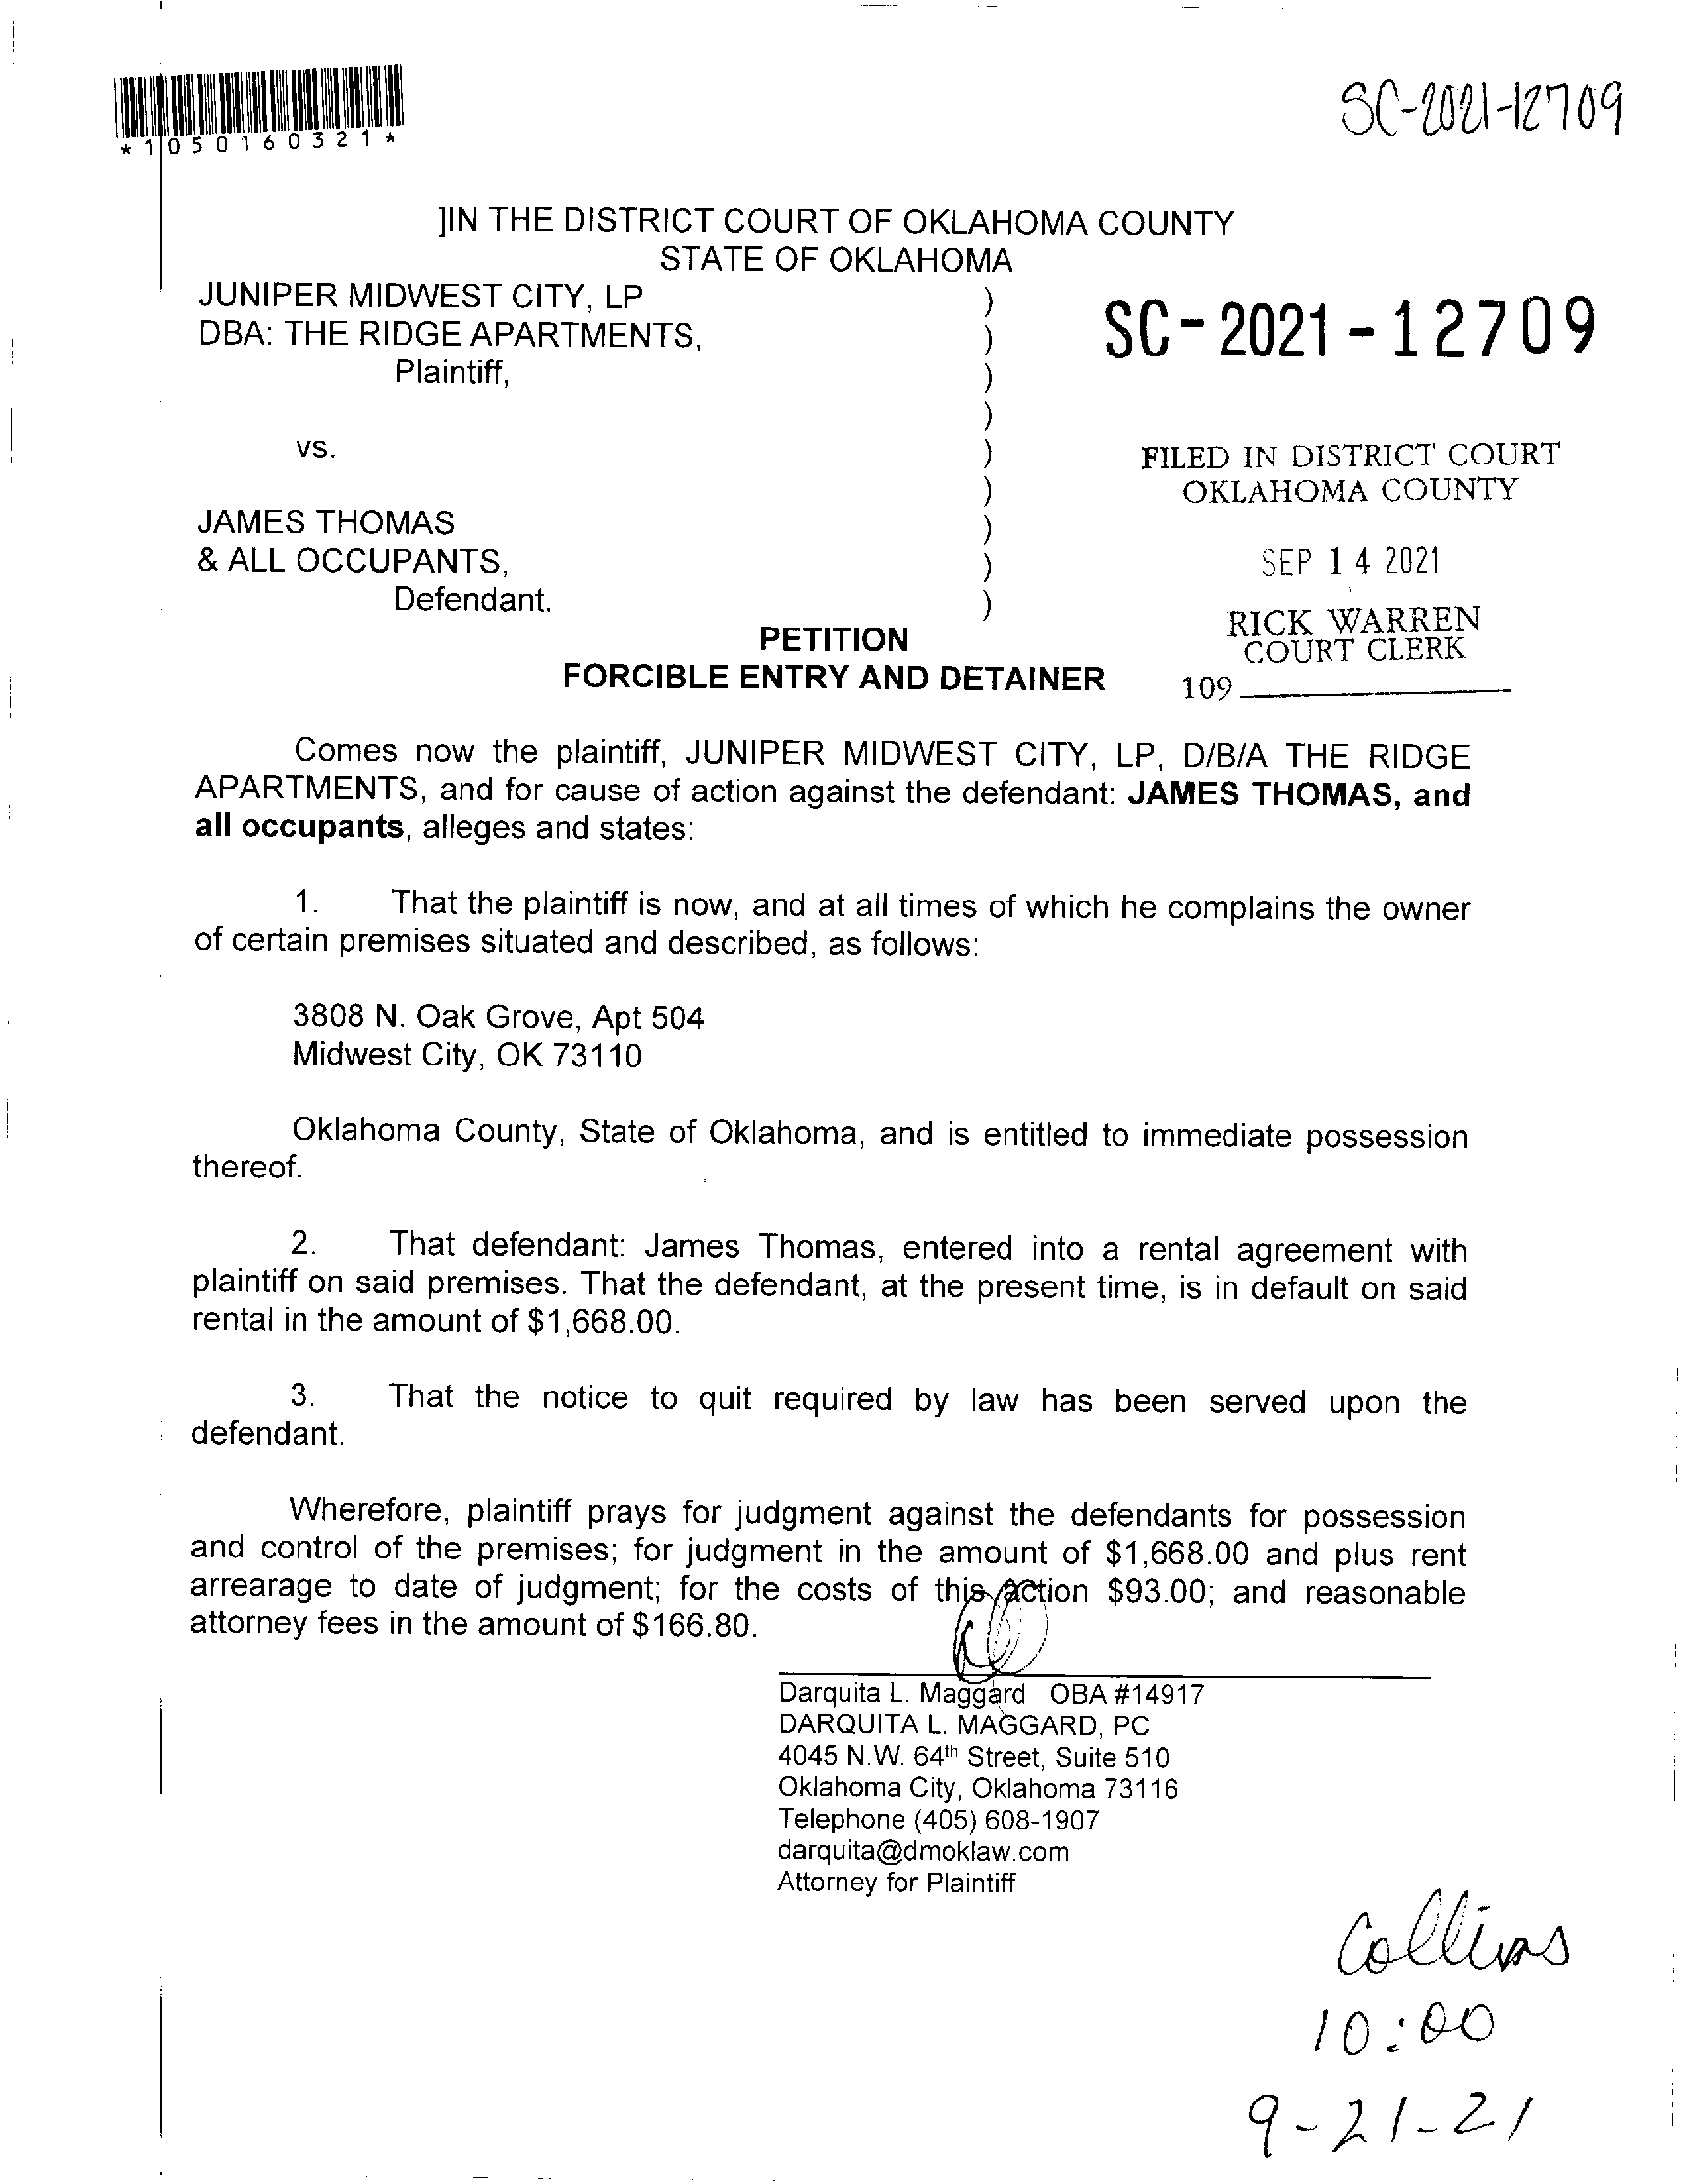 *1050160321*
SC-2021-12709
]IN THE DISTRICT COURT OF OKLAHOMA COUNTY
STATE OF OKLAHOMA
JUNIPER MIDWEST CITY, LP )
DBA: THE RIDGE APARTMENTS, )
Plaintiff, )
)
vs. )
)
JAMES THOMAS )
& ALL OCCUPANTS, )
Defendant. )
SC-2021-12709
FILED IN DISTRICT COURT
OKLAHOMA COUNTY
SEP 14 2021
RICK WARREN
COURT CLERK
109
PETITION
FORCIBLE ENTRY AND DETAINER
Comes now the plaintiff, JUNIPER MIDWEST CITY, LP, D/B/A THE RIDGE
APARTMENTS, and for cause of action against the defendant: JAMES THOMAS, and
all occupants, alleges and states:
1. That the plaintiff is now, and at all times of which he complains the owner
of certain premises situated and described, as follows:
3808 N. Oak Grove, Apt 504
Midwest City, OK 73110
Oklahoma County, State of Oklahoma, and is entitled to immediate possession
thereof.
2. That defendant: James Thomas, entered into a rental agreement with
plaintiff on said premises. That the defendant, at the present time, is in default on said
rental in the amount of $1,668.00.
3. That the notice to quit required by law has been served upon the
defendant.
Wherefore, plaintiff prays for judgment against the defendants for possession
and control of the premises; for judgment in the amount of $1,668.00 and plus rent
arrearage to date of judgment; for the costs of this action $93.00; and reasonable
attorney fees in the amount of $166.80.
Darquita L. Maggard OBA #14917
DARQUITA L. MAGGARD, PC
4045 N.W. 64th Street, Suite 510
Oklahoma City, Oklahoma 73116
Telephone (405) 608-1907
darquita@dmoklaw.com
Attorney for Plaintiff
Collins
10:00
9-21-21